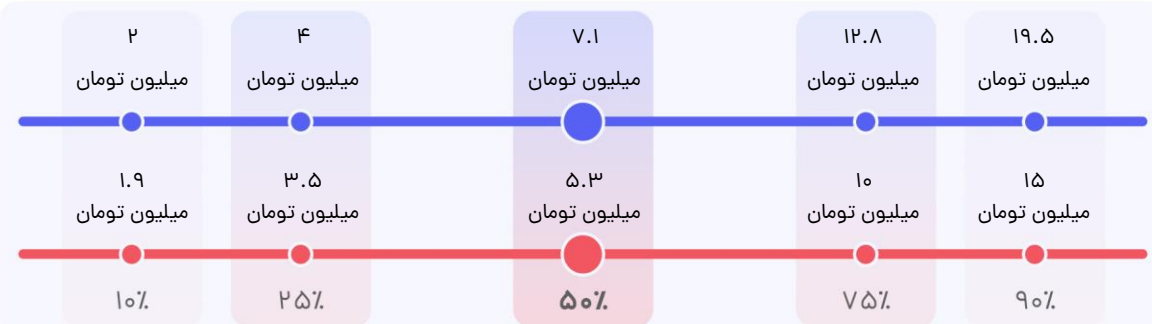 ۲
میلیون تومان
۴
میلیون تومان
۷.۱
میلیون تومان
۱۲.۸
میلیون تومان
۱۹.۵
میلیون تومان
۱.۹
میلیون تومان
۳.۵
میلیون تومان
۵.۳
میلیون تومان
۱۰
میلیون تومان
۱۵
میلیون تومان
۱۰٪
۲۵٪
۵۰٪
۷۵٪
۹۰٪